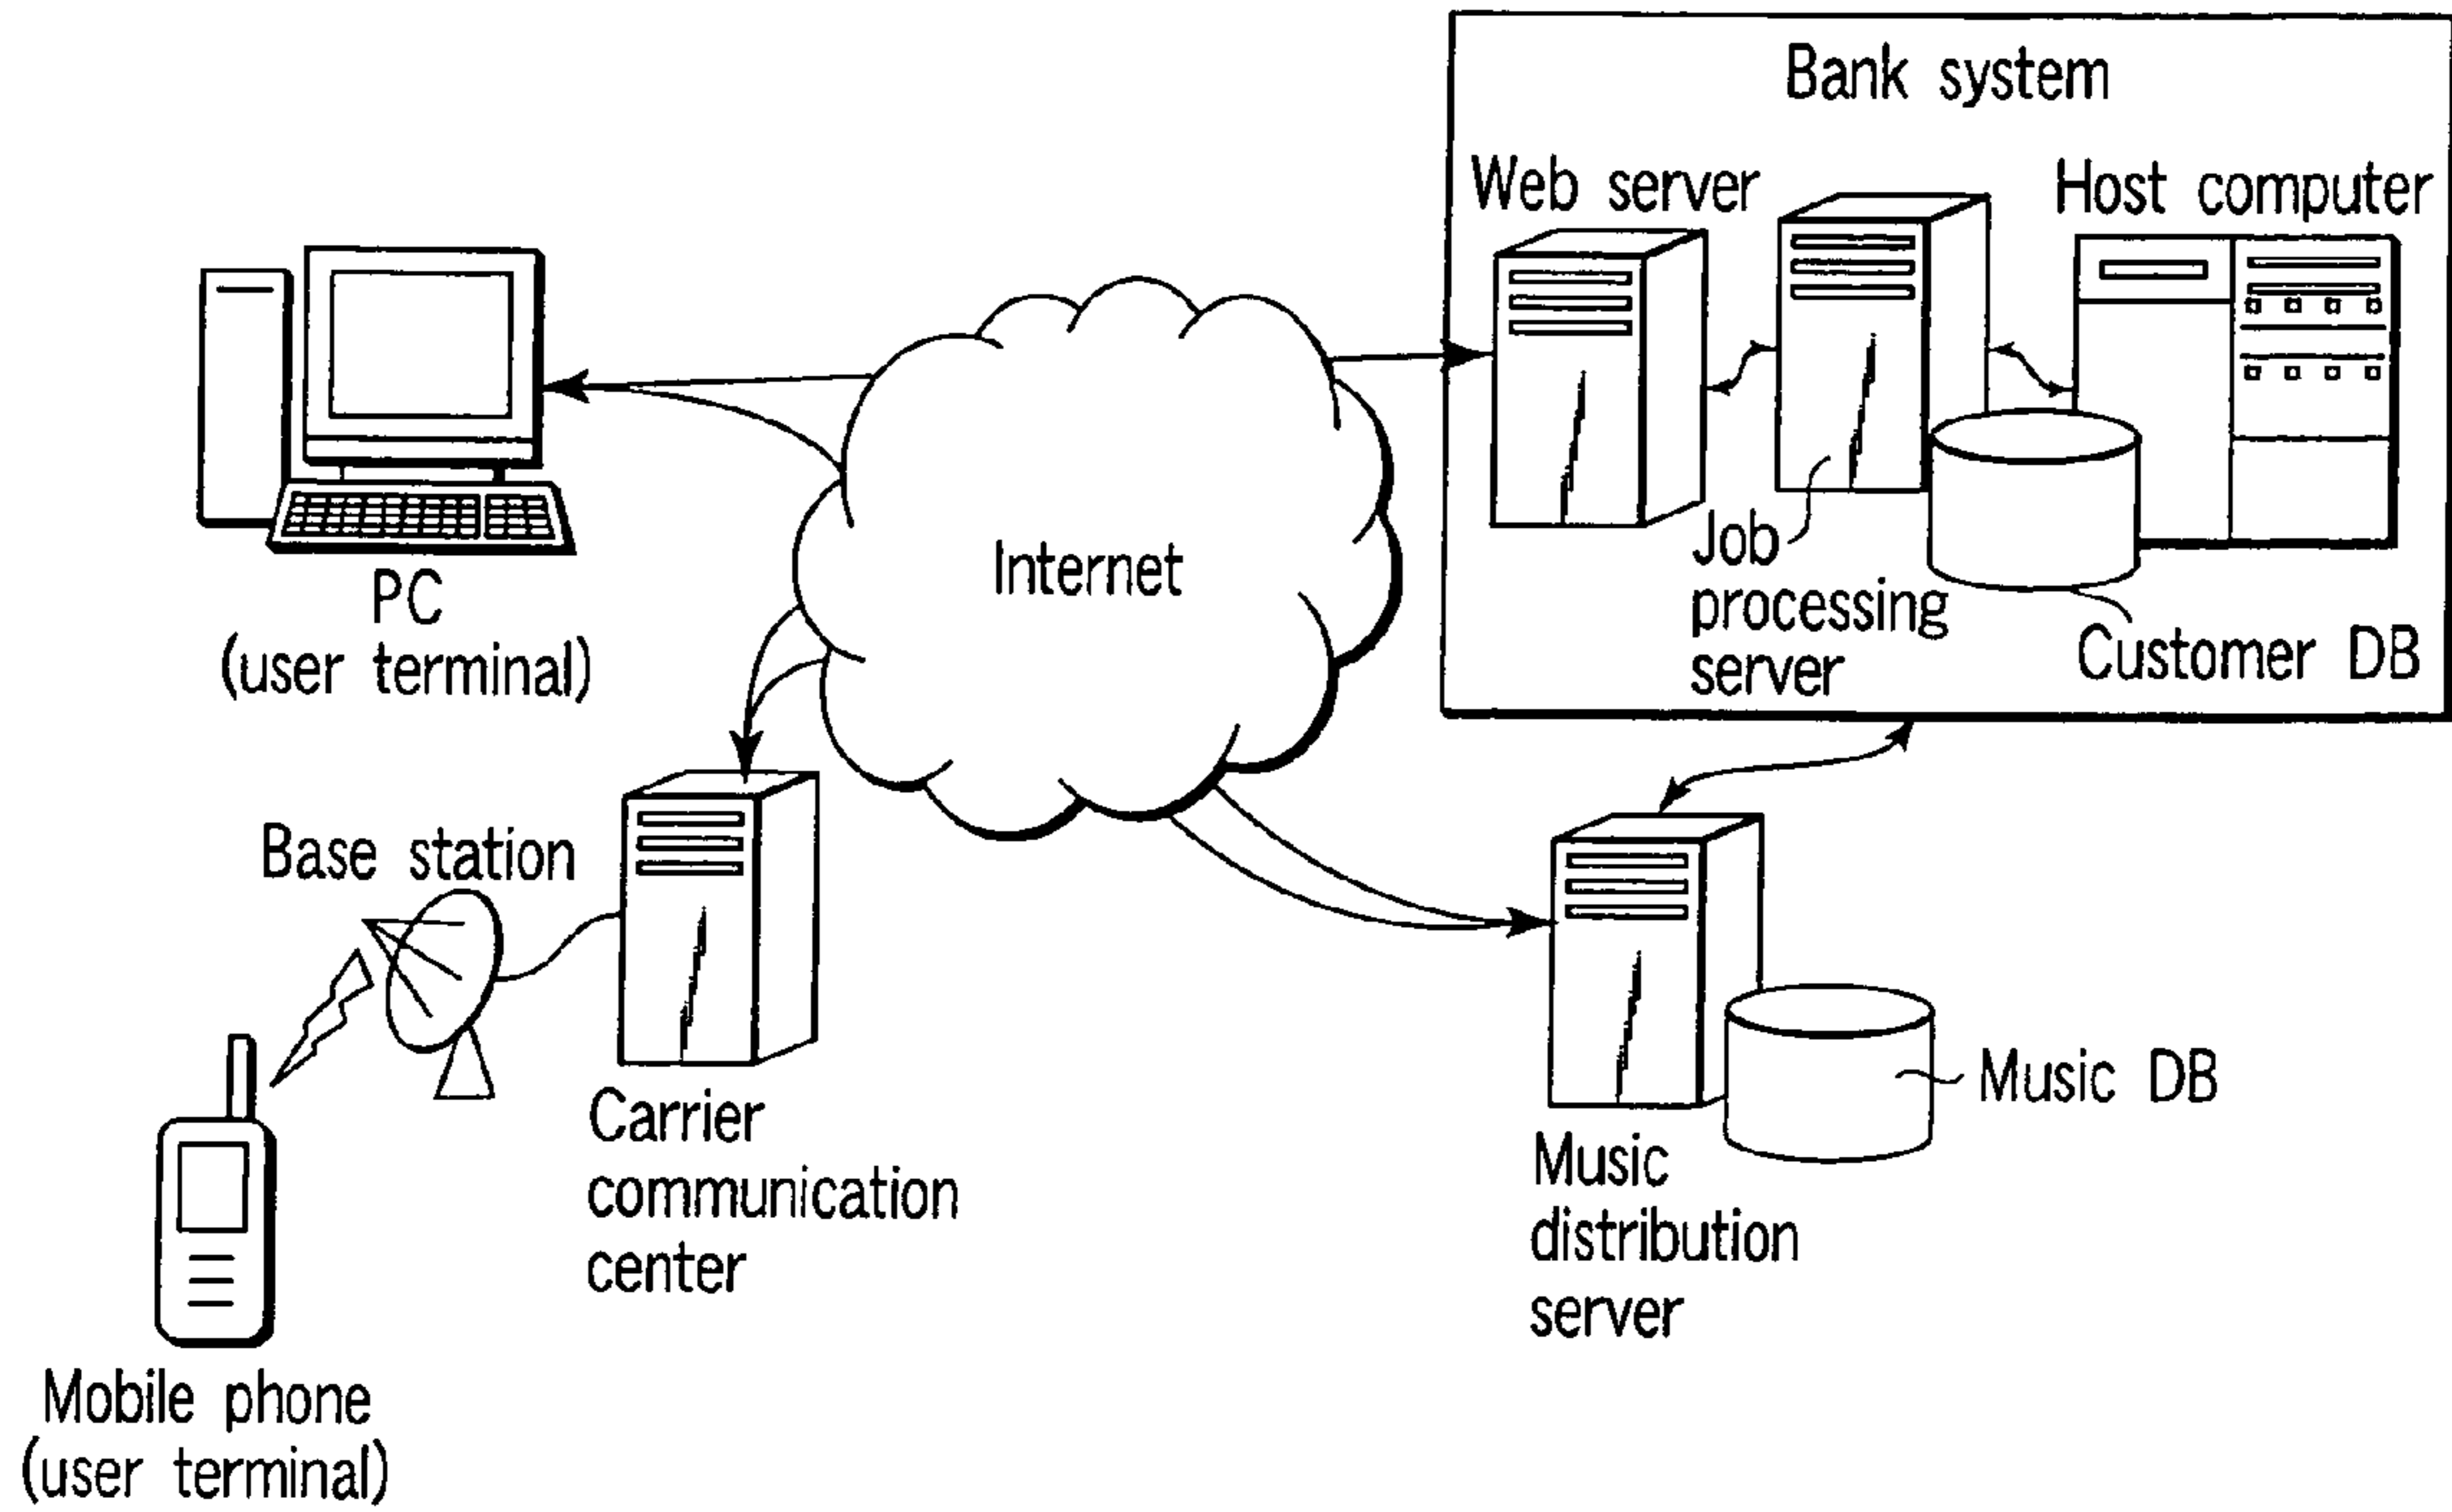 Bank system
Web server
Host computer
Job
processing
server
Customer DB
PC
(user terminal)
Internet
Base station
Carrier
communication
center
Mobile phone
(user terminal)
Music DB
Music
distribution
server